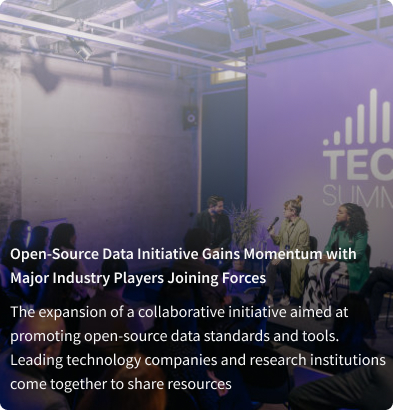 TEC
SUMM
Open-Source Data Initiative Gains Momentum with
Major Industry Players Joining Forces
The expansion of a collaborative initiative aimed at
promoting open-source data standards and tools.
Leading technology companies and research institutions
come together to share resources